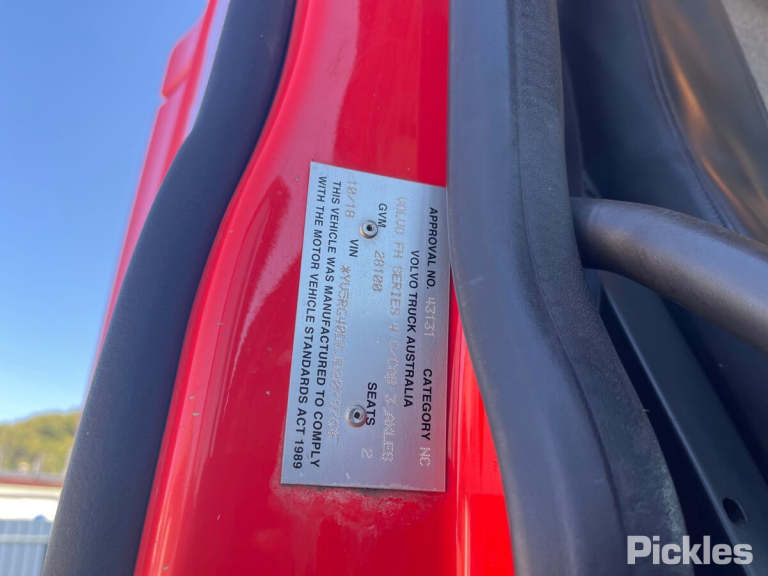 APPROVAL NO. 43131 CATEGORY NC
VOLVO TRUCK AUSTRALIA
VOLVO FH SERIES 4 C/OBB 3 AXLES
GVM 28100 SEATS 2
10/18 VIN
THIS VEHICLE WAS MANUFACTURED TO COMPLY
WITH THE MOTOR VEHICLE STANDARDS ACT 1989
Pickles